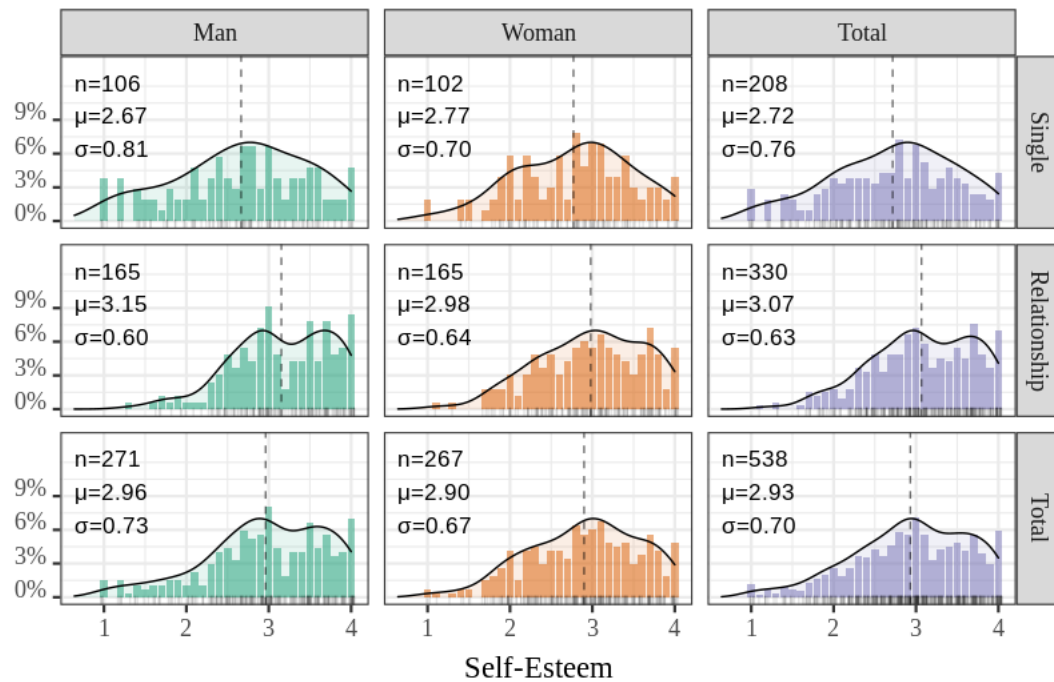 Man Woman Total
n=106 n=102 n=208
μ=2.67 μ=2.77 μ=2.72
σ=0.81 σ=0.70 σ=0.76
9%
6%
3%
0%
Single
n=165 n=165 n=330
μ=3.15 μ=2.98 μ=3.07
σ=0.60 σ=0.64 σ=0.63
9%
6%
3%
0%
Relationship
n=271 n=267 n=538
μ=2.96 μ=2.90 μ=2.93
σ=0.73 σ=0.67 σ=0.70
9%
6%
3%
0%
Total
1 2 3 4 1 2 3 4 1 2 3 4
Self-Esteem